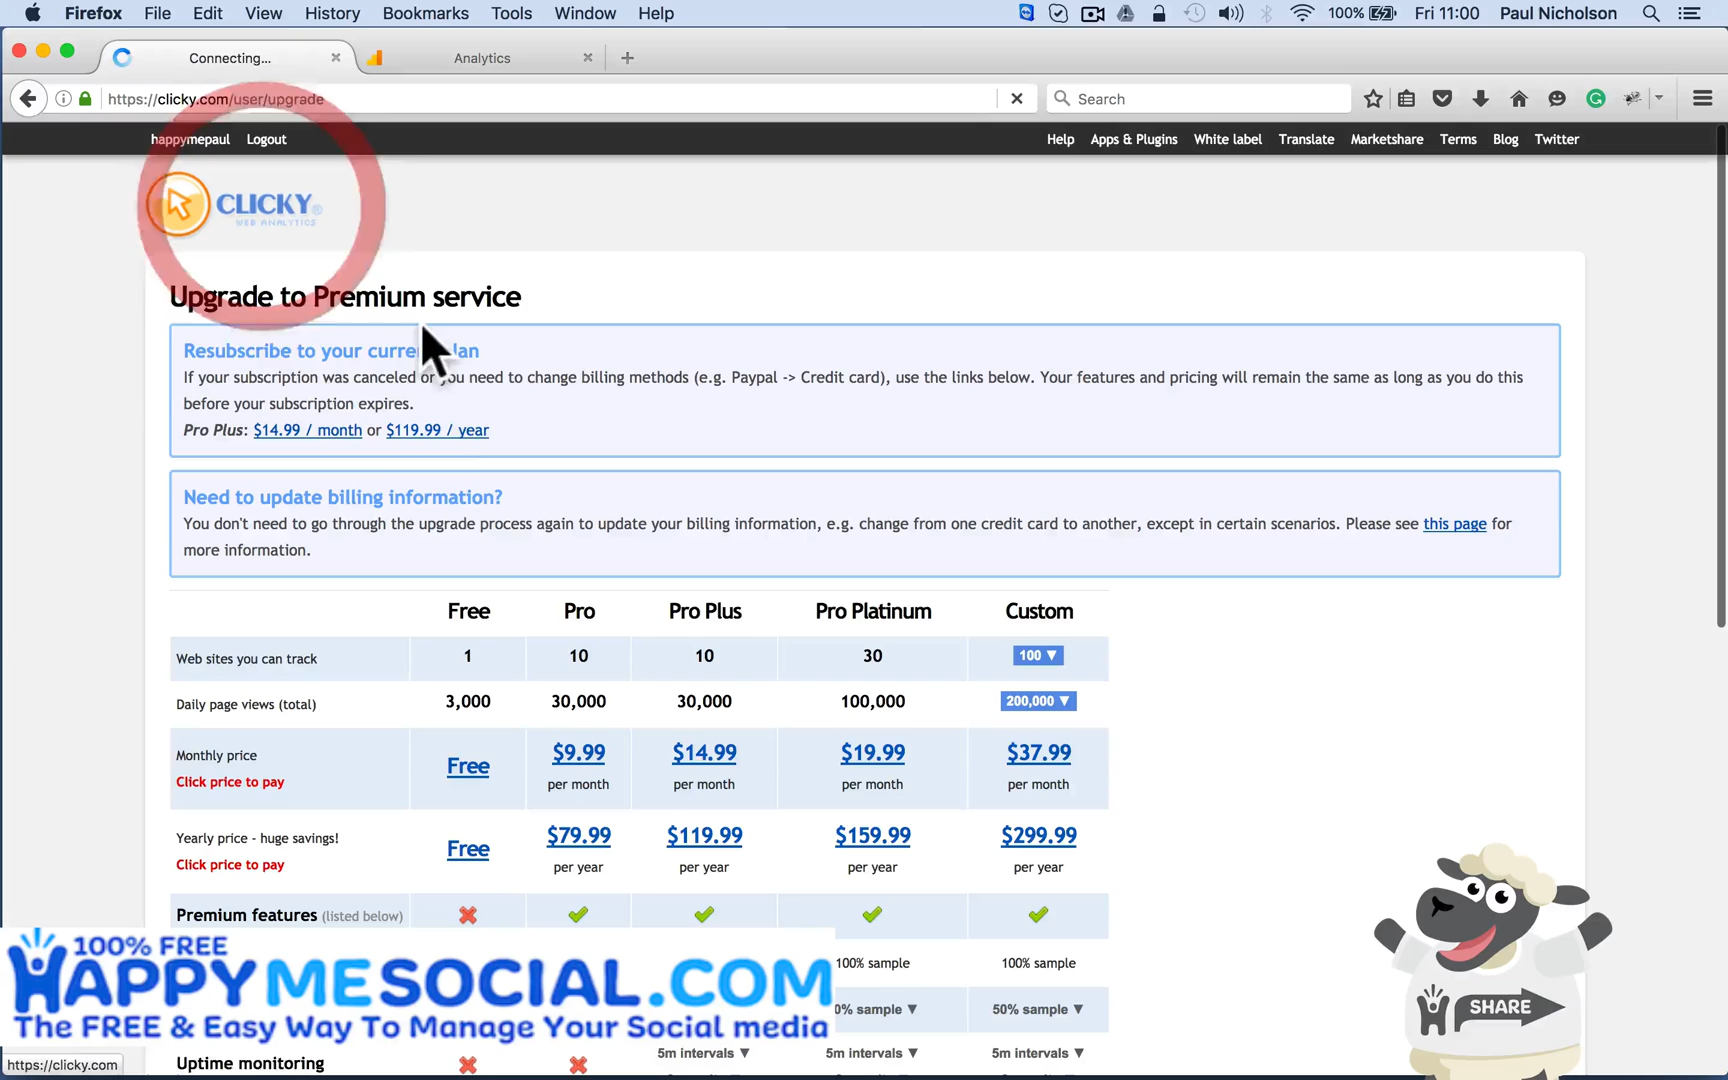 Firefox File Edit View History Bookmarks Tools Window Help 100% Fri 11:00 Paul Nicholson
Connecting... Analytics
https://clicky.com/user/upgrade Search
happymepaul Logout Help Apps & Plugins White label Translate Marketshare Terms Blog Twitter
CLICKY®
WEB ANALYTICS
Upgrade to Premium service
Resubscribe to your curre lan
If your subscription was canceled or you need to change billing methods (e.g. Paypal -> Credit card), use the links below. Your features and pricing will remain the same as long as you do this
before your subscription expires.
Pro Plus: $14.99 / month or $119.99 / year
Need to update billing information?
You don't need to go through the upgrade process again to update your billing information, e.g. change from one credit card to another, except in certain scenarios. Please see this page for
more information.
Free Pro Pro Plus Pro Platinum Custom
Web sites you can track 1 10 10 30 100 ▼
Daily page views (total) 3,000 30,000 30,000 100,000 200,000 ▼
Monthly price Free $9.99 $14.99 $19.99 $37.99
Click price to pay per month per month per month per month
Yearly price - huge savings! Free $79.99 $119.99 $159.99 $299.99
Click price to pay per year per year per year per year
Premium features (listed below)
100% sample 100% sample
0% sample ▼ 50% sample ▼
Uptime monitoring 5m intervals ▼ 5m intervals ▼ 5m intervals ▼
100% FREE
HAPPYMESOCIAL.COM
The FREE & Easy Way To Manage Your Social media
SHARE
https://clicky.com